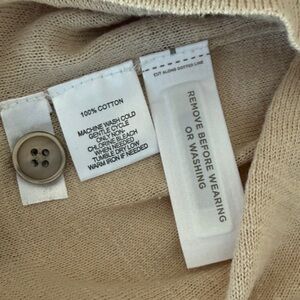 100% COTTON
MACHINE WASH COLD
GENTLE CYCLE
ONLY NON-
CHLORINE BLEACH
WHEN NEEDED
TUMBLE DRY LOW
WARM IRON IF NEEDED
CUT ALONG DOTTED LINE
REMOVE BEFORE WEARING
OR WASHING